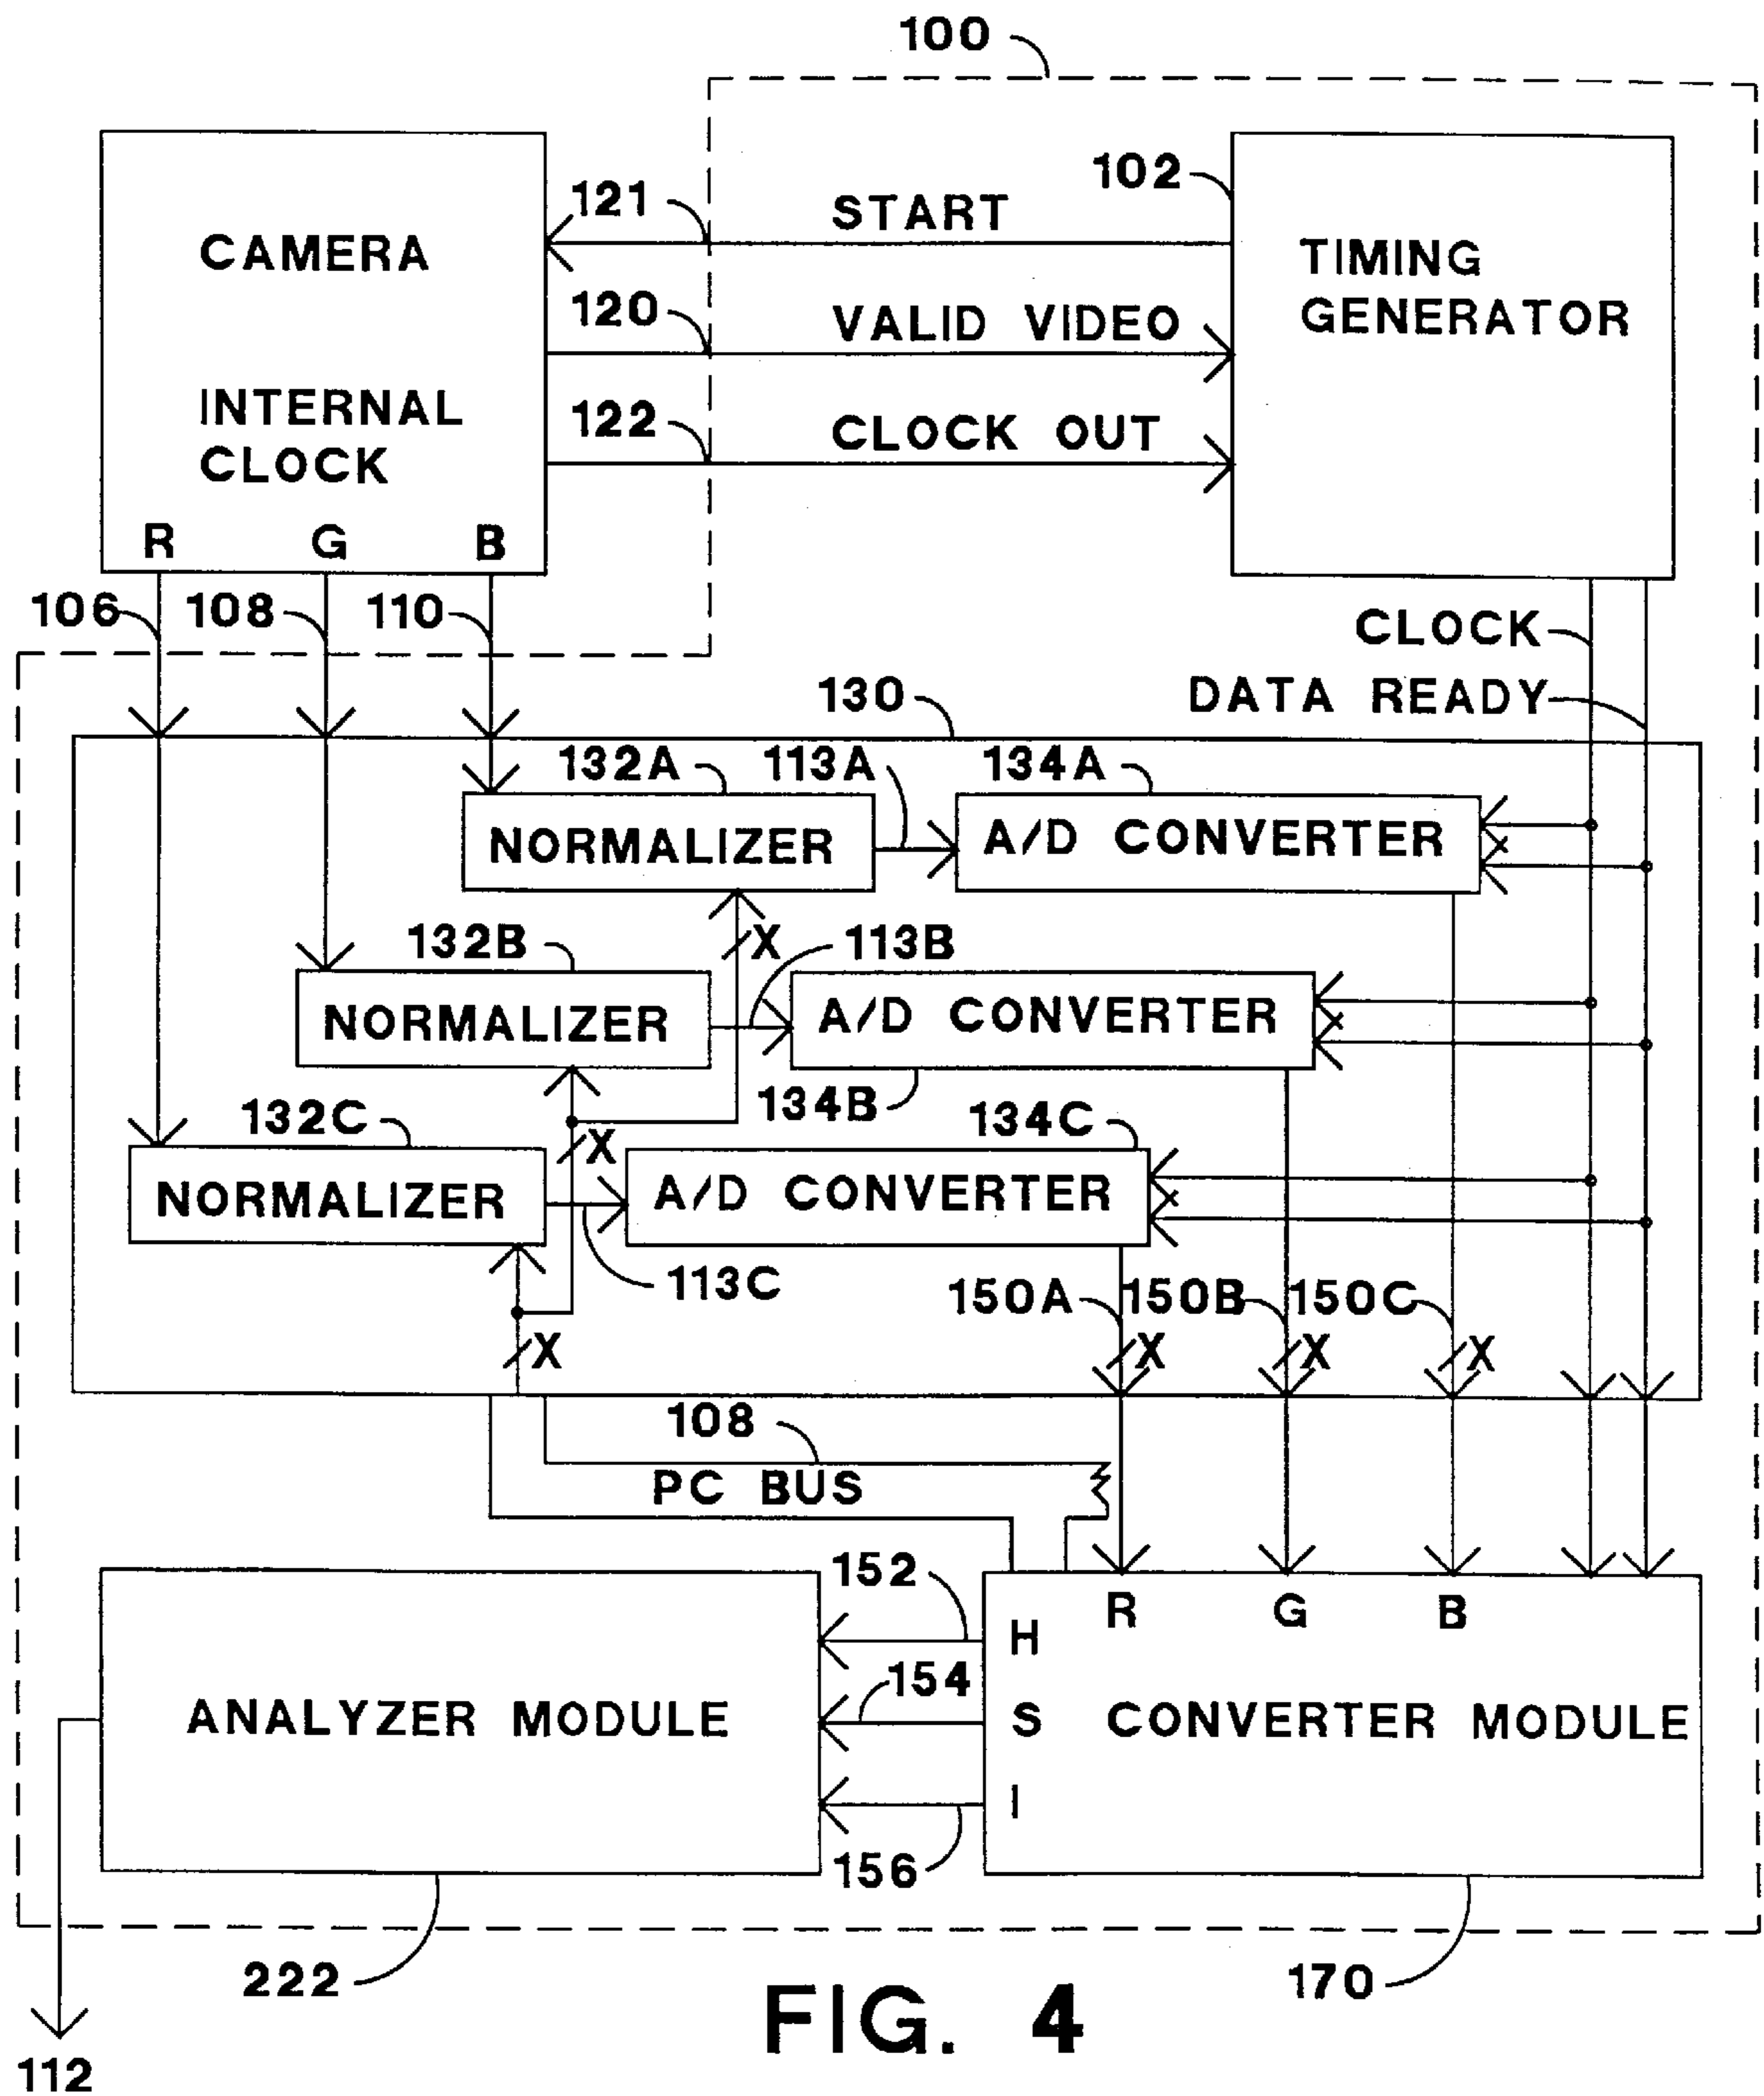 100
102
121
START
CAMERA
TIMING
GENERATOR
120
VALID VIDEO
INTERNAL
CLOCK
122
CLOCK OUT
R G B
106 108 110
CLOCK
DATA READY
130
132A 113A 134A
NORMALIZER
A/D CONVERTER
X
132B
X
113B
NORMALIZER
A/D CONVERTER
X
134B
132C
X
134C
NORMALIZER
A/D CONVERTER
X
113C
150A 150B 150C
X X X X
108
PC BUS
152
R G B
H
154
ANALYZER MODULE
S
CONVERTER MODULE
I
156
222
170
FIG. 4
112